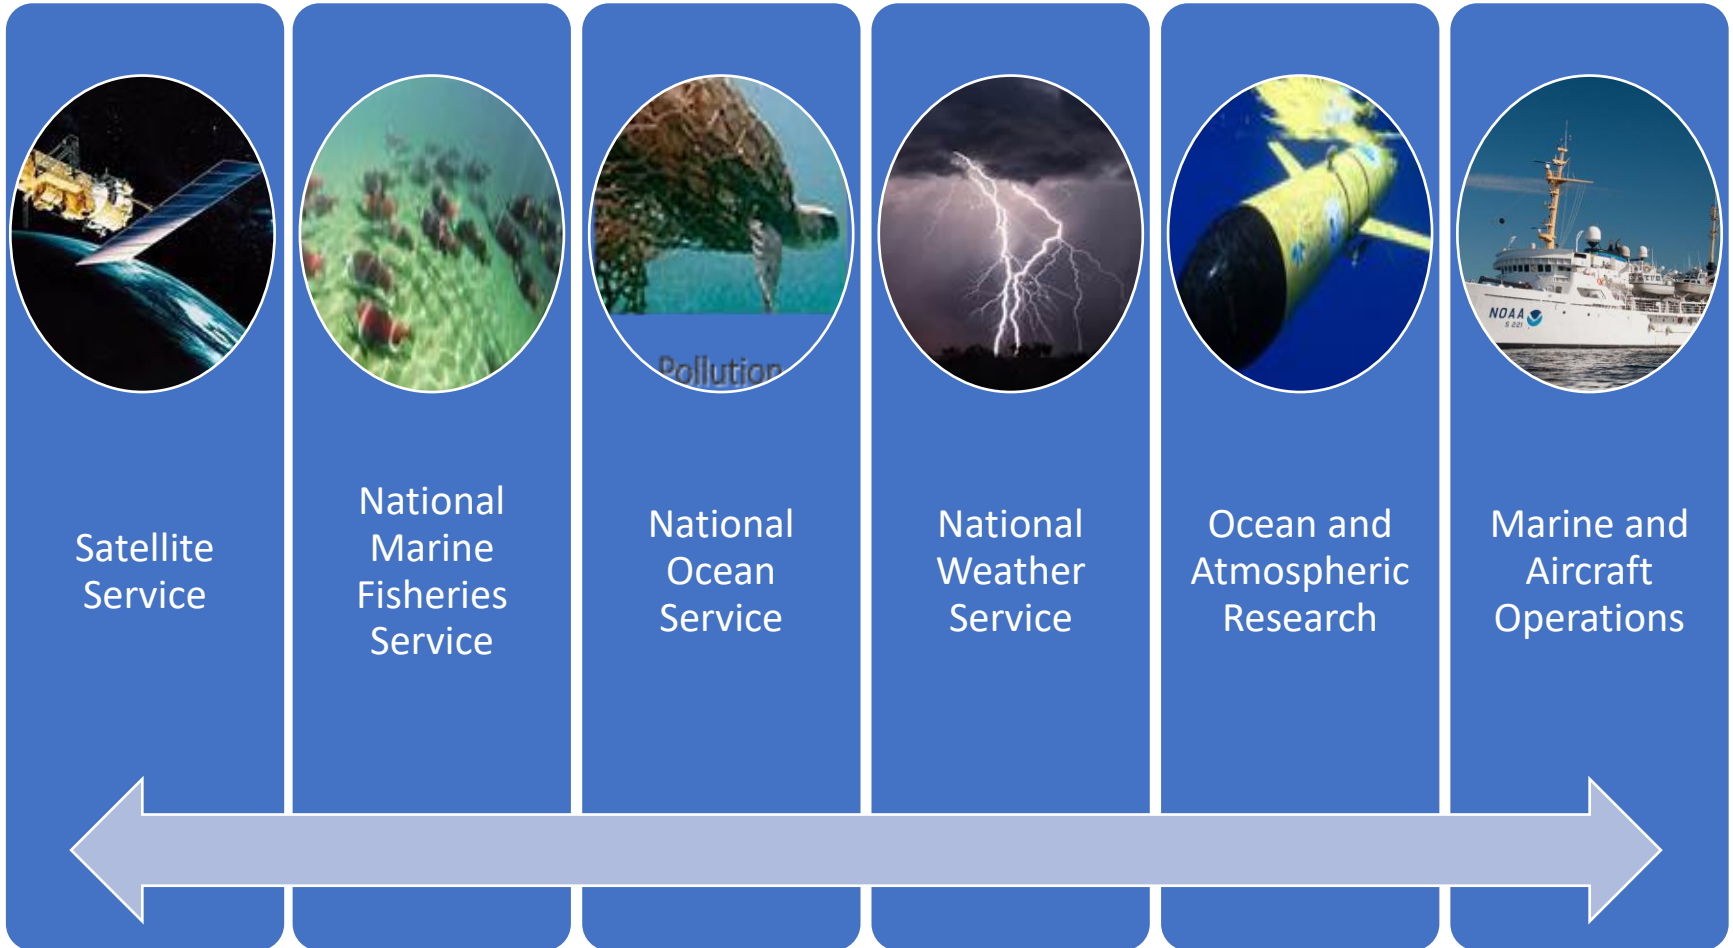 Pollution
NOAA
S 221
Satellite
Service
National
Marine
Fisheries
Service
National
Ocean
Service
National
Weather
Service
Ocean and
Atmospheric
Research
Marine and
Aircraft
Operations